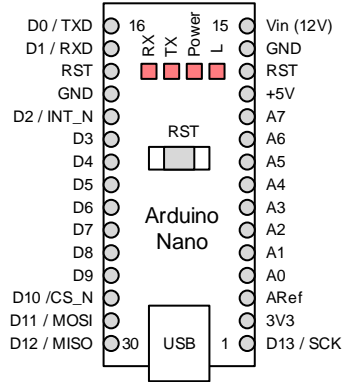 D0 / TXD 16 15 Vin (12V)
D1 / RXD RX TX Power L GND
RST RST
GND +5V
D2 / INT_N A7
D3 RST A6
D4 A5
D5 A4
D6 Arduino A3
D7 Nano A2
D8 A1
D9 A0
D10 /CS_N ARef
D11 / MOSI 3V3
D12 / MISO 30 USB 1 D13 / SCK